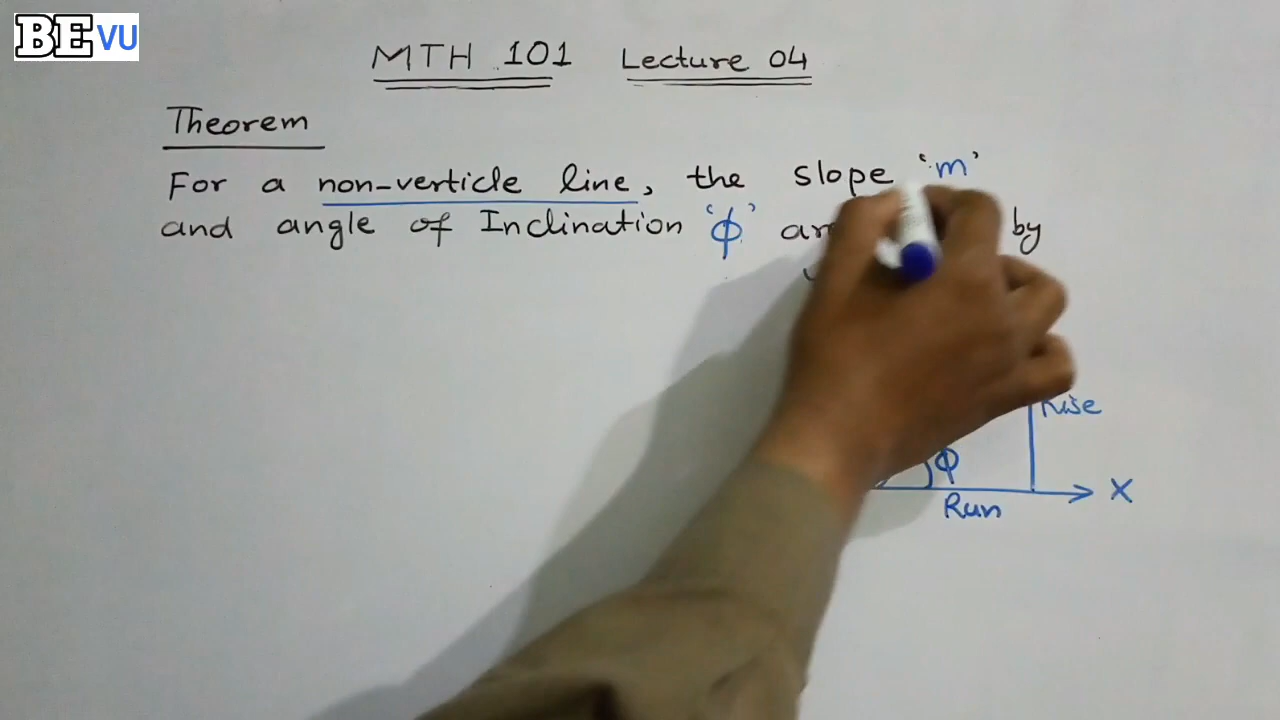 BEVU
MTH 101 Lecture 04
Theorem
For a non-verticle line, the slope 'm'
and angle of Inclination 'ϕ' by
Rise
ϕ
X
Run